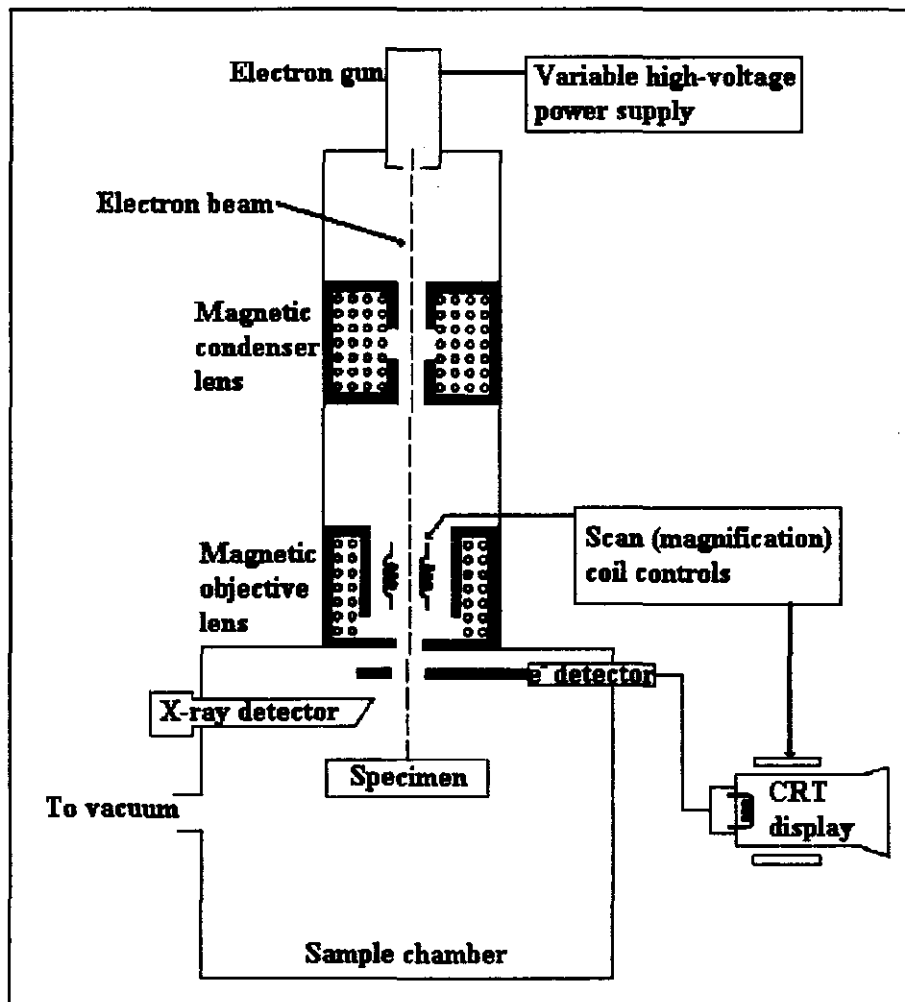 Electron gun
Variable high-voltage
power supply
Electron beam
Magnetic
condenser
lens
Magnetic
objective
lens
Scan (magnification)
coil controls
e⁻ detector
X-ray detector
Specimen
To vacuum
CRT
display
Sample chamber